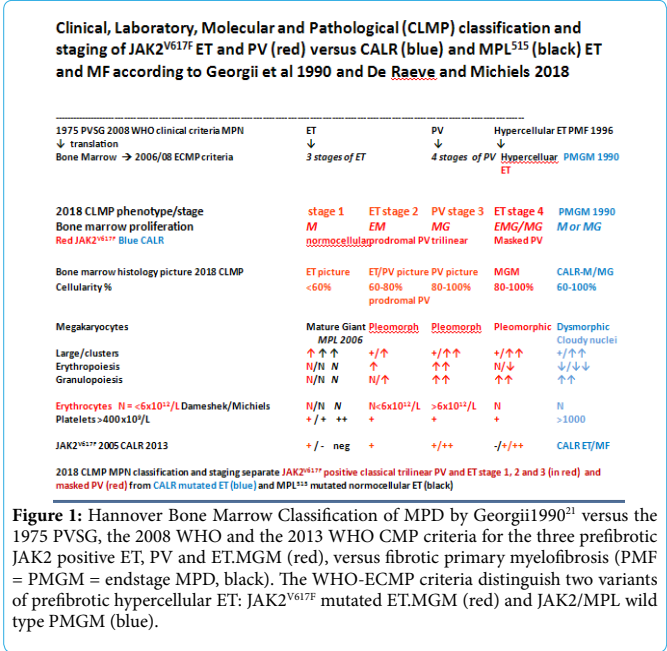 Clinical, Laboratory, Molecular and Pathological (CLMP) classification and
staging of JAK2V617F ET and PV (red) versus CALR (blue) and MPL515 (black) ET
and MF according to Georgii et al 1990 and De Raeve and Michiels 2018
1975 PVSG 2008 WHO clinical criteria MPN ET PV Hypercellular ET PMF 1996
↓ translation ↓ ↓ ↓
Bone Marrow → 2006/08 ECMP criteria 3 stages of ET 4 stages of PV Hypercelluar PMGM 1990
ET
2018 CLMP phenotype/stage stage 1 ET stage 2 PV stage 3 ET stage 4 PMGM 1990
Bone marrow proliferation M EM MG EMG/MG M or MG
Red JAK2V617F Blue CALR normocellular prodromal PV trilinear Masked PV
Bone marrow histology picture 2018 CLMP ET picture ET/PV picture PV picture MGM CALR-M/MG
Cellularity % <60% 60-80% 80-100% 80-100% 60-100%
prodromal PV
Megakaryocytes Mature Giant Pleomorph Pleomorph Pleomorphic Dysmorphic
MPL 2006 Cloudy nuclei
Large/clusters ↑ ↑ ↑ +/↑ +/↑↑ +/↑↑ +/↑↑
Erythropoiesis N/N N ↑ ↑↑ N/↓ ↓/↓↓
Granulopoiesis N/N N N/↑ ↑↑ ↑↑ ↑↑
Erythrocytes N = <6x10¹²/L Dameshek/Michiels N/N N N<6x10¹²/L >6x10¹²/L N N
Platelets >400 x10⁹/L + / + ++ + + + >1000
JAK2V617F 2005 CALR 2013 + / - neg + +/++ -/+/++ CALR ET/MF
2018 CLMP MPN classification and staging separate JAK2V617F positive classical trilinear PV and ET stage 1, 2 and 3 (in red) and
masked PV (red) from CALR mutated ET (blue) and MPL515 mutated normocellular ET (black)
Figure 1: Hannover Bone Marrow Classification of MPD by Georgii1990²¹ versus the
1975 PVSG, the 2008 WHO and the 2013 WHO CMP criteria for the three prefibrotic
JAK2 positive ET, PV and ET.MGM (red), versus fibrotic primary myelofibrosis (PMF
= PMGM = endstage MPD, black). The WHO-ECMP criteria distinguish two variants
of prefibrotic hypercellular ET: JAK2V617F mutated ET.MGM (red) and JAK2/MPL wild
type PMGM (blue).